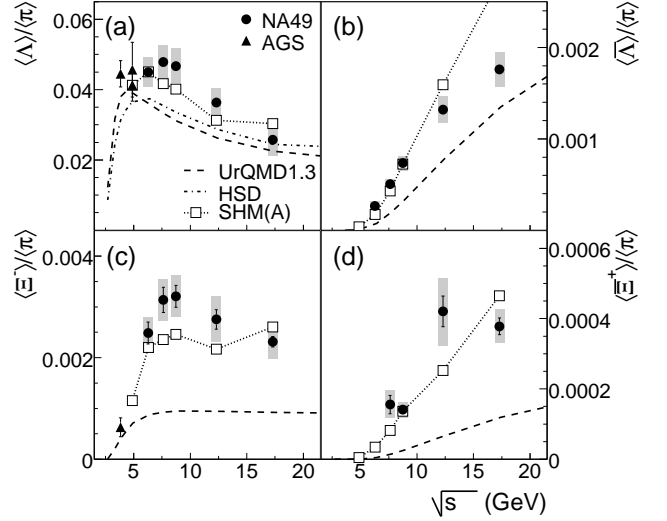 ⟨Λ⟩/⟨π⟩
(a)
● NA49
▲ AGS
0.04
0.02
UrQMD1.3
HSD
SHM(A)
(b)
⟨Λ̅⟩/⟨π⟩
0.002
0.001
⟨Ξ⁻⟩/⟨π⟩
(c)
0.004
0.002
0
(d)
⟨Ξ̅⁺⟩/⟨π⟩
0.0006
0.0004
0.0002
0
0 5 10 15 20
5 10 15 20
√s (GeV)